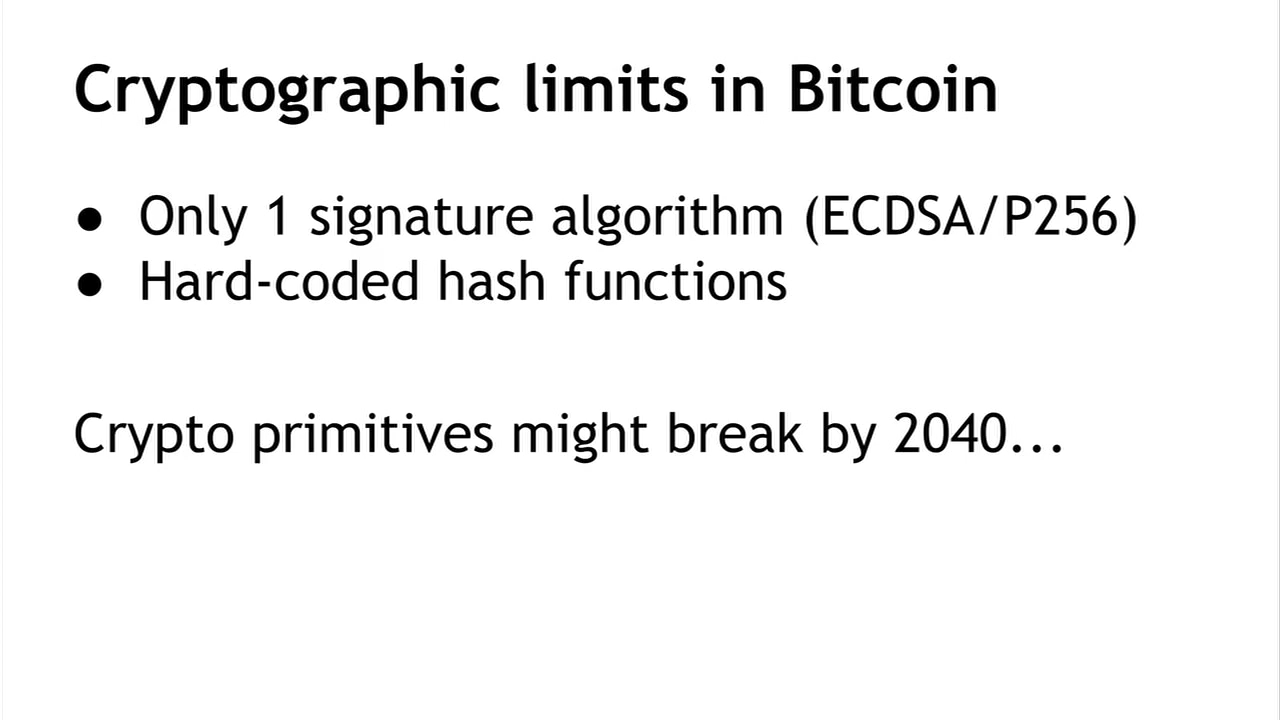 Cryptographic limits in Bitcoin
● Only 1 signature algorithm (ECDSA/P256)
● Hard-coded hash functions
Crypto primitives might break by 2040...